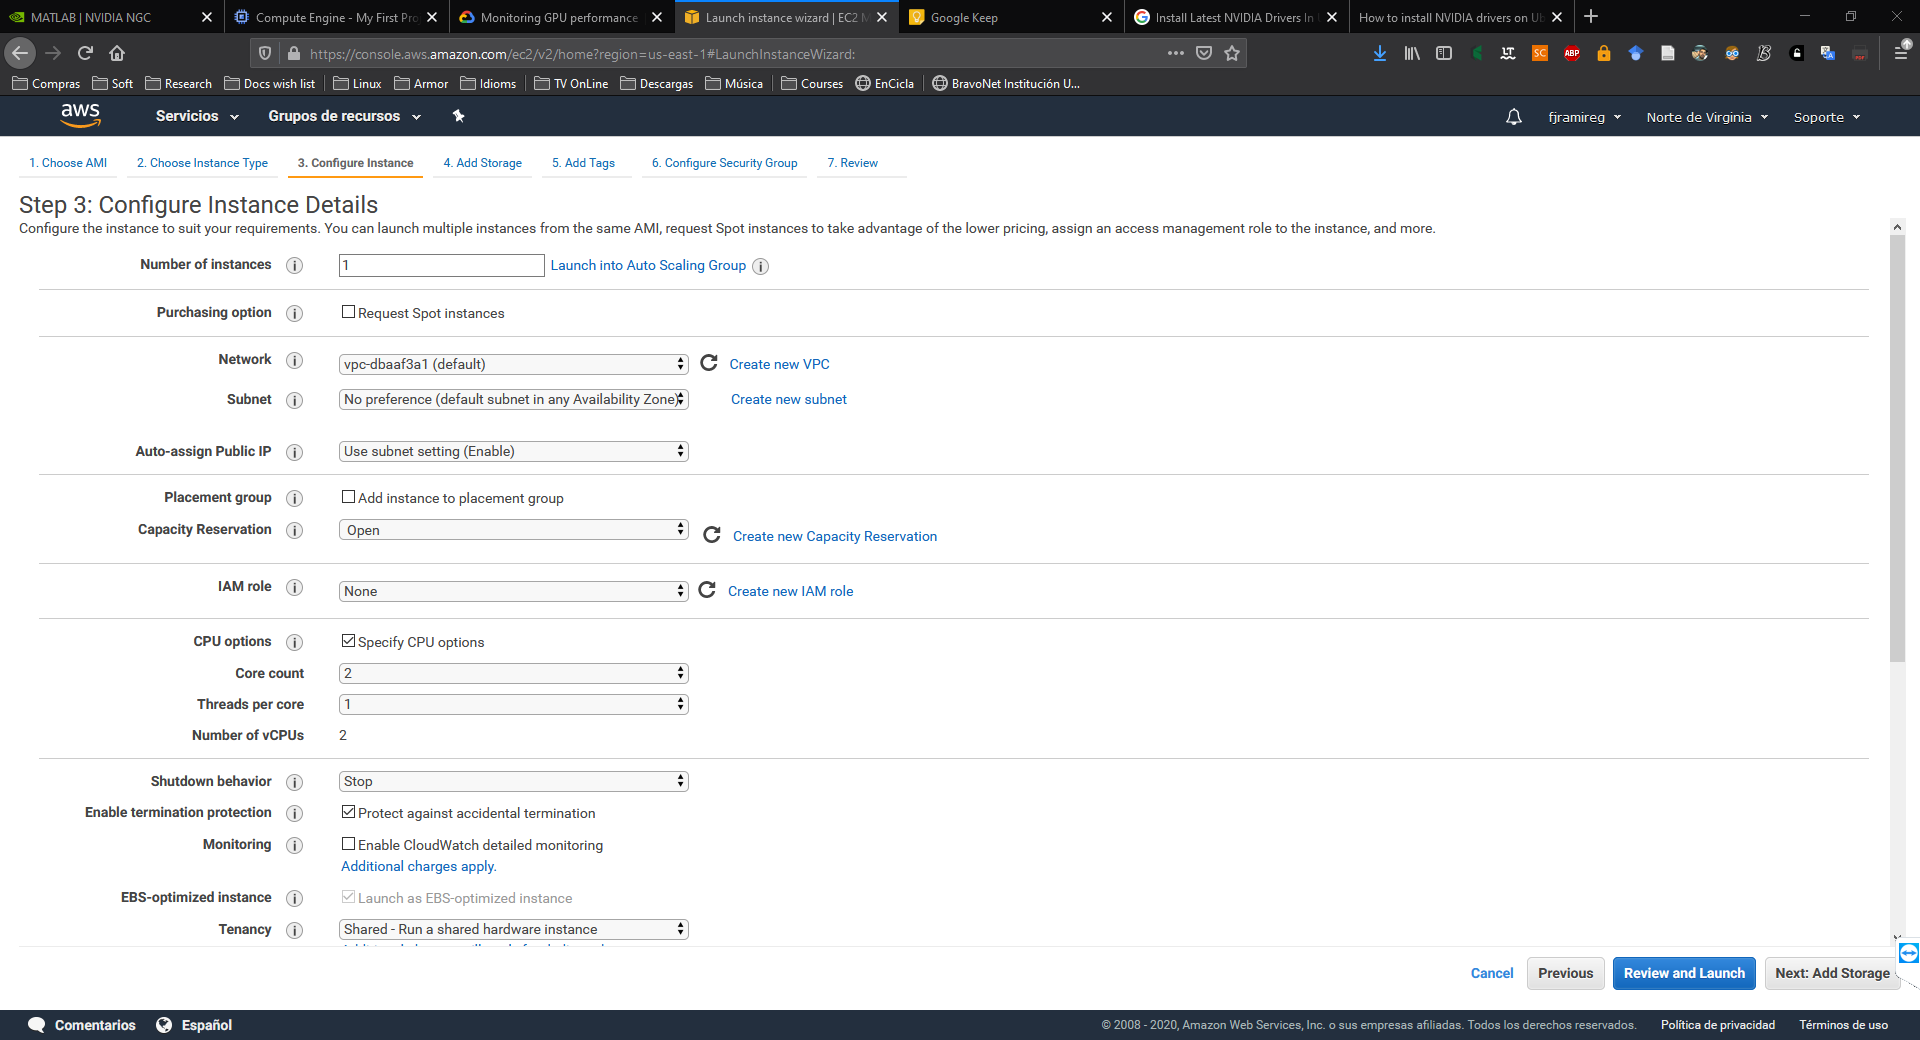 MATLAB | NVIDIA NGC
Compute Engine - My First Pro
Monitoring GPU performance
Launch instance wizard | EC2 M
Google Keep
Install Latest NVIDIA Drivers In
How to install NVIDIA drivers on Ub
https://console.aws.amazon.com/ec2/v2/home?region=us-east-1#LaunchInstanceWizard:
Compras Soft Research Docs wish list Linux Armor Idioms TV OnLine Descargas Música Courses EnCicla BravoNet Institución U...
aws Servicios Grupos de recursos fjramireg Norte de Virginia Soporte
1. Choose AMI 2. Choose Instance Type 3. Configure Instance 4. Add Storage 5. Add Tags 6. Configure Security Group 7. Review
Step 3: Configure Instance Details
Configure the instance to suit your requirements. You can launch multiple instances from the same AMI, request Spot instances to take advantage of the lower pricing, assign an access management role to the instance, and more.
Number of instances i 1 Launch into Auto Scaling Group i
Purchasing option i Request Spot instances
Network i vpc-dbaaf3a1 (default) Create new VPC
Subnet i No preference (default subnet in any Availability Zone) Create new subnet
Auto-assign Public IP i Use subnet setting (Enable)
Placement group i Add instance to placement group
Capacity Reservation i Open Create new Capacity Reservation
IAM role i None Create new IAM role
CPU options i Specify CPU options
Core count 2
Threads per core 1
Number of vCPUs 2
Shutdown behavior i Stop
Enable termination protection i Protect against accidental termination
Monitoring i Enable CloudWatch detailed monitoring
Additional charges apply.
EBS-optimized instance i Launch as EBS-optimized instance
Tenancy i Shared - Run a shared hardware instance
Cancel Previous Review and Launch Next: Add Storage
Comentarios Español © 2008 - 2020, Amazon Web Services, Inc. o sus empresas afiliadas. Todos los derechos reservados. Política de privacidad Términos de uso